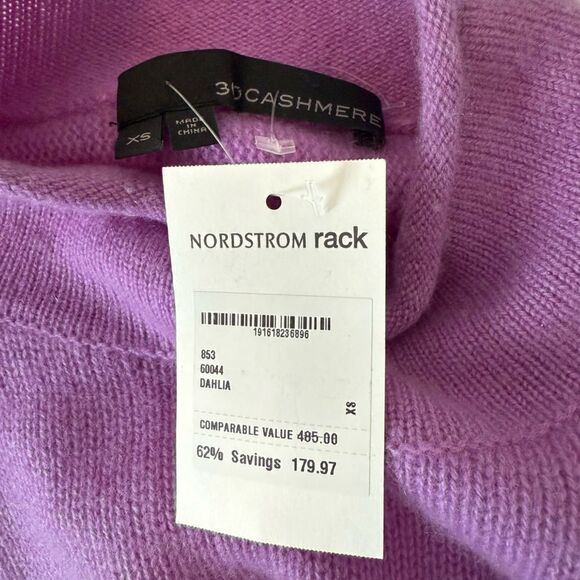 360CASHMERE
XS
MADE
IN
CHINA
NORDSTROM rack
191618236896
853
60044
DAHLIA
XS
COMPARABLE VALUE 485.00
62% Savings 179.97